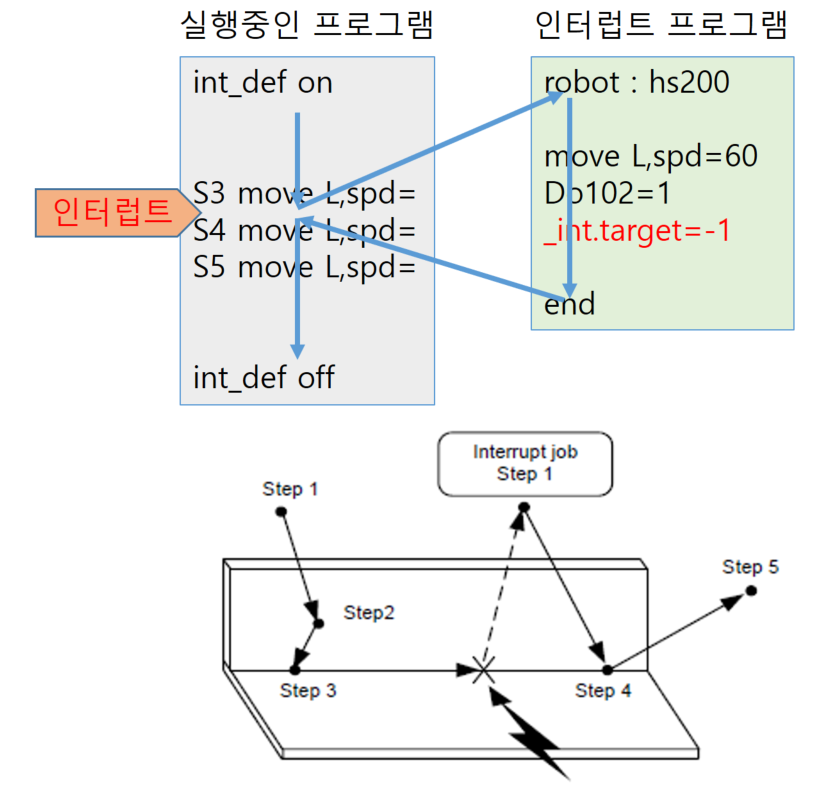 실행중인 프로그램
int_def on
S3 move L,spd=
S4 move L,spd=
S5 move L,spd=
int_def off
인터럽트
인터럽트 프로그램
robot : hs200
move L,spd=60
Do102=1
_int.target=-1
end
Interrupt job
Step 1
Step 1
Step2
Step 3
Step 4
Step 5